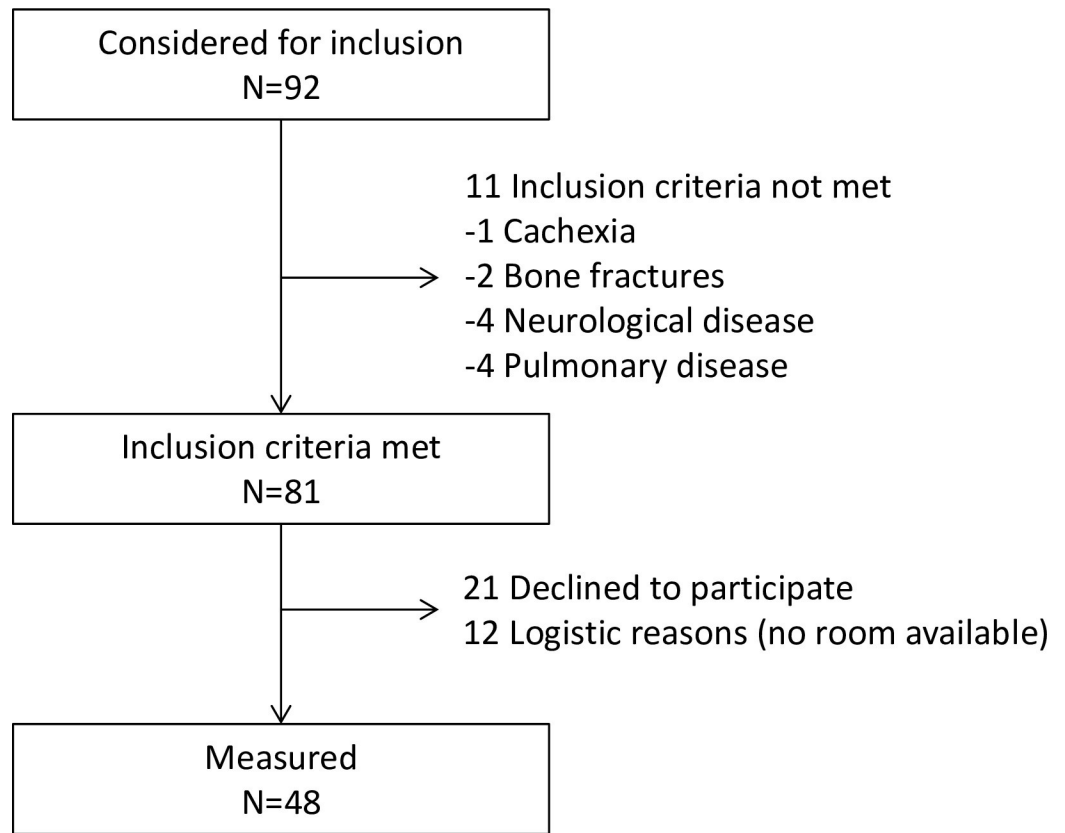 Considered for inclusion
N=92
11 Inclusion criteria not met
-1 Cachexia
-2 Bone fractures
-4 Neurological disease
-4 Pulmonary disease
Inclusion criteria met
N=81
21 Declined to participate
12 Logistic reasons (no room available)
Measured
N=48